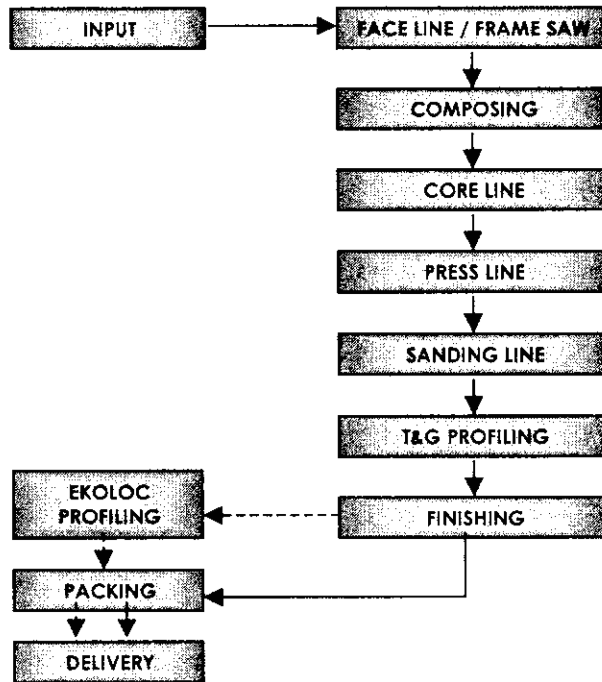 INPUT
FACE LINE / FRAME SAW
COMPOSING
CORE LINE
PRESS LINE
SANDING LINE
T&G PROFILING
EKOLOC
PROFILING
FINISHING
PACKING
DELIVERY